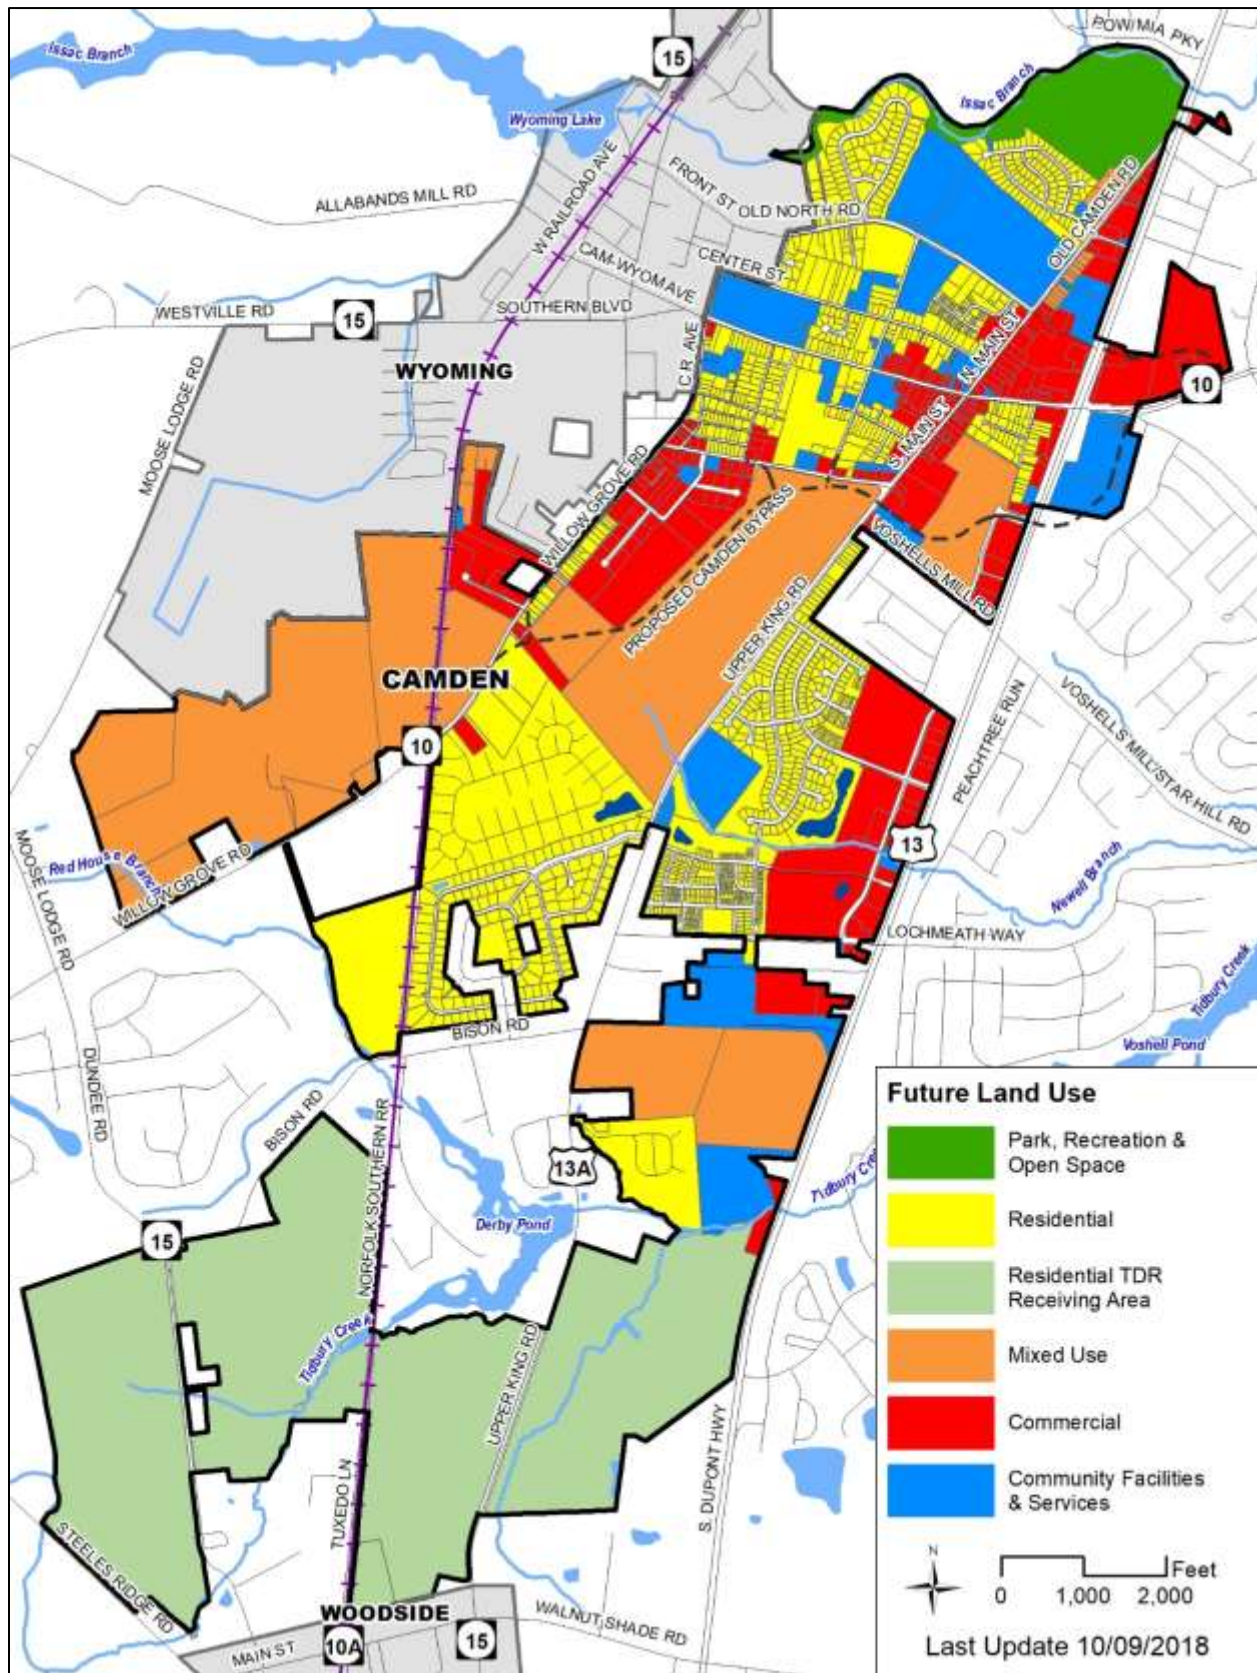 POW/MIA PKY
15
Issac Branch
Issac Branch
Wyoming Lake
W RAILROAD AVE
FRONT ST
OLD NORTH RD
ALLABANDS MILL RD
OLD CAMDEN RD
CENTER ST
CAM-WYOM AVE
SOUTHERN BLVD
WESTVILLE RD
15
N. MAIN ST
WYOMING
C.R. AVE
10
MOOSE LODGE RD
S. MAIN ST
WILLOW GROVE RD
PROPOSED CAMDEN BYPASS
VOSHELLS MILL RD
UPPER KING RD
CAMDEN
PEACHTREE RUN
VOSHELLS MILL/STAR HILL RD
10
13
MOOSE LODGE RD
Red House Branch
WILLOW GROVE RD
Newell Branch
LOCHMEATH WAY
Tidbury Creek
BISON RD
Voshell Pond
DUNDEE RD
BISON RD
NORFOLK SOUTHERN RR
13A
Tidbury Creek
Derby Pond
15
Tidbury Creek
UPPER KING RD
TUXEDO LN
S. DUPONT HWY
STEELES RIDGE RD
WOODSIDE
WALNUT SHADE RD
MAIN ST
10A
15
Future Land Use
Park, Recreation &
Open Space
Residential
Residential TDR
Receiving Area
Mixed Use
Commercial
Community Facilities
& Services
N
Feet
0 1,000 2,000
Last Update 10/09/2018